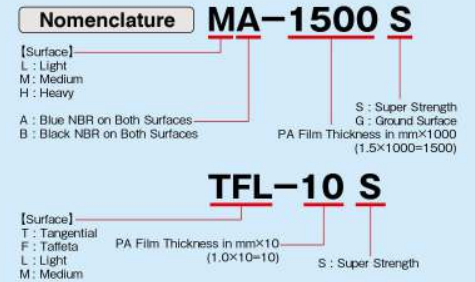 Nomenclature
MA-1500 S
【Surface】
L : Light
M : Medium
H : Heavy
A : Blue NBR on Both Surfaces
B : Black NBR on Both Surfaces
S : Super Strength
G : Ground Surface
PA Film Thickness in mm×1000
(1.5×1000=1500)
TFL-10 S
【Surface】
T : Tangential
F : Taffeta
L : Light
M : Medium
PA Film Thickness in mm×10
(1.0×10=10)
S : Super Strength